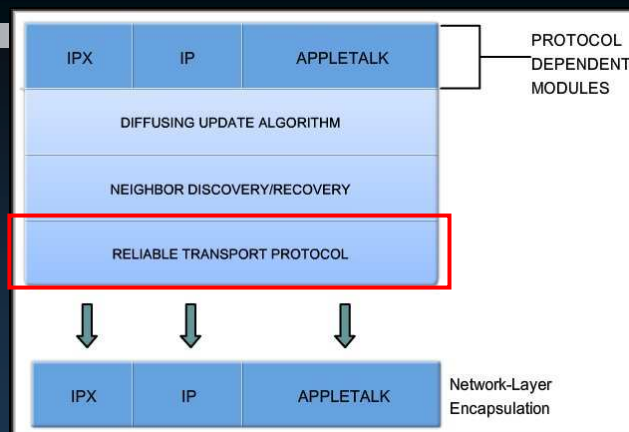 IPX IP APPLETALK
PROTOCOL
DEPENDENT
MODULES
DIFFUSING UPDATE ALGORITHM
NEIGHBOR DISCOVERY/RECOVERY
RELIABLE TRANSPORT PROTOCOL
IPX IP APPLETALK
Network-Layer
Encapsulation